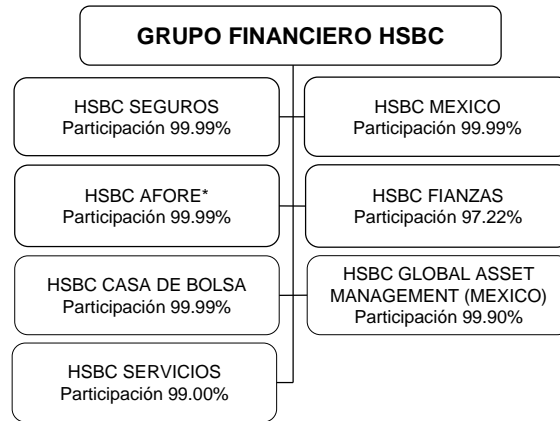 GRUPO FINANCIERO HSBC
HSBC SEGUROS
Participación 99.99%
HSBC MEXICO
Participación 99.99%
HSBC AFORE*
Participación 99.99%
HSBC FIANZAS
Participación 97.22%
HSBC CASA DE BOLSA
Participación 99.99%
HSBC GLOBAL ASSET
MANAGEMENT (MEXICO)
Participación 99.90%
HSBC SERVICIOS
Participación 99.00%